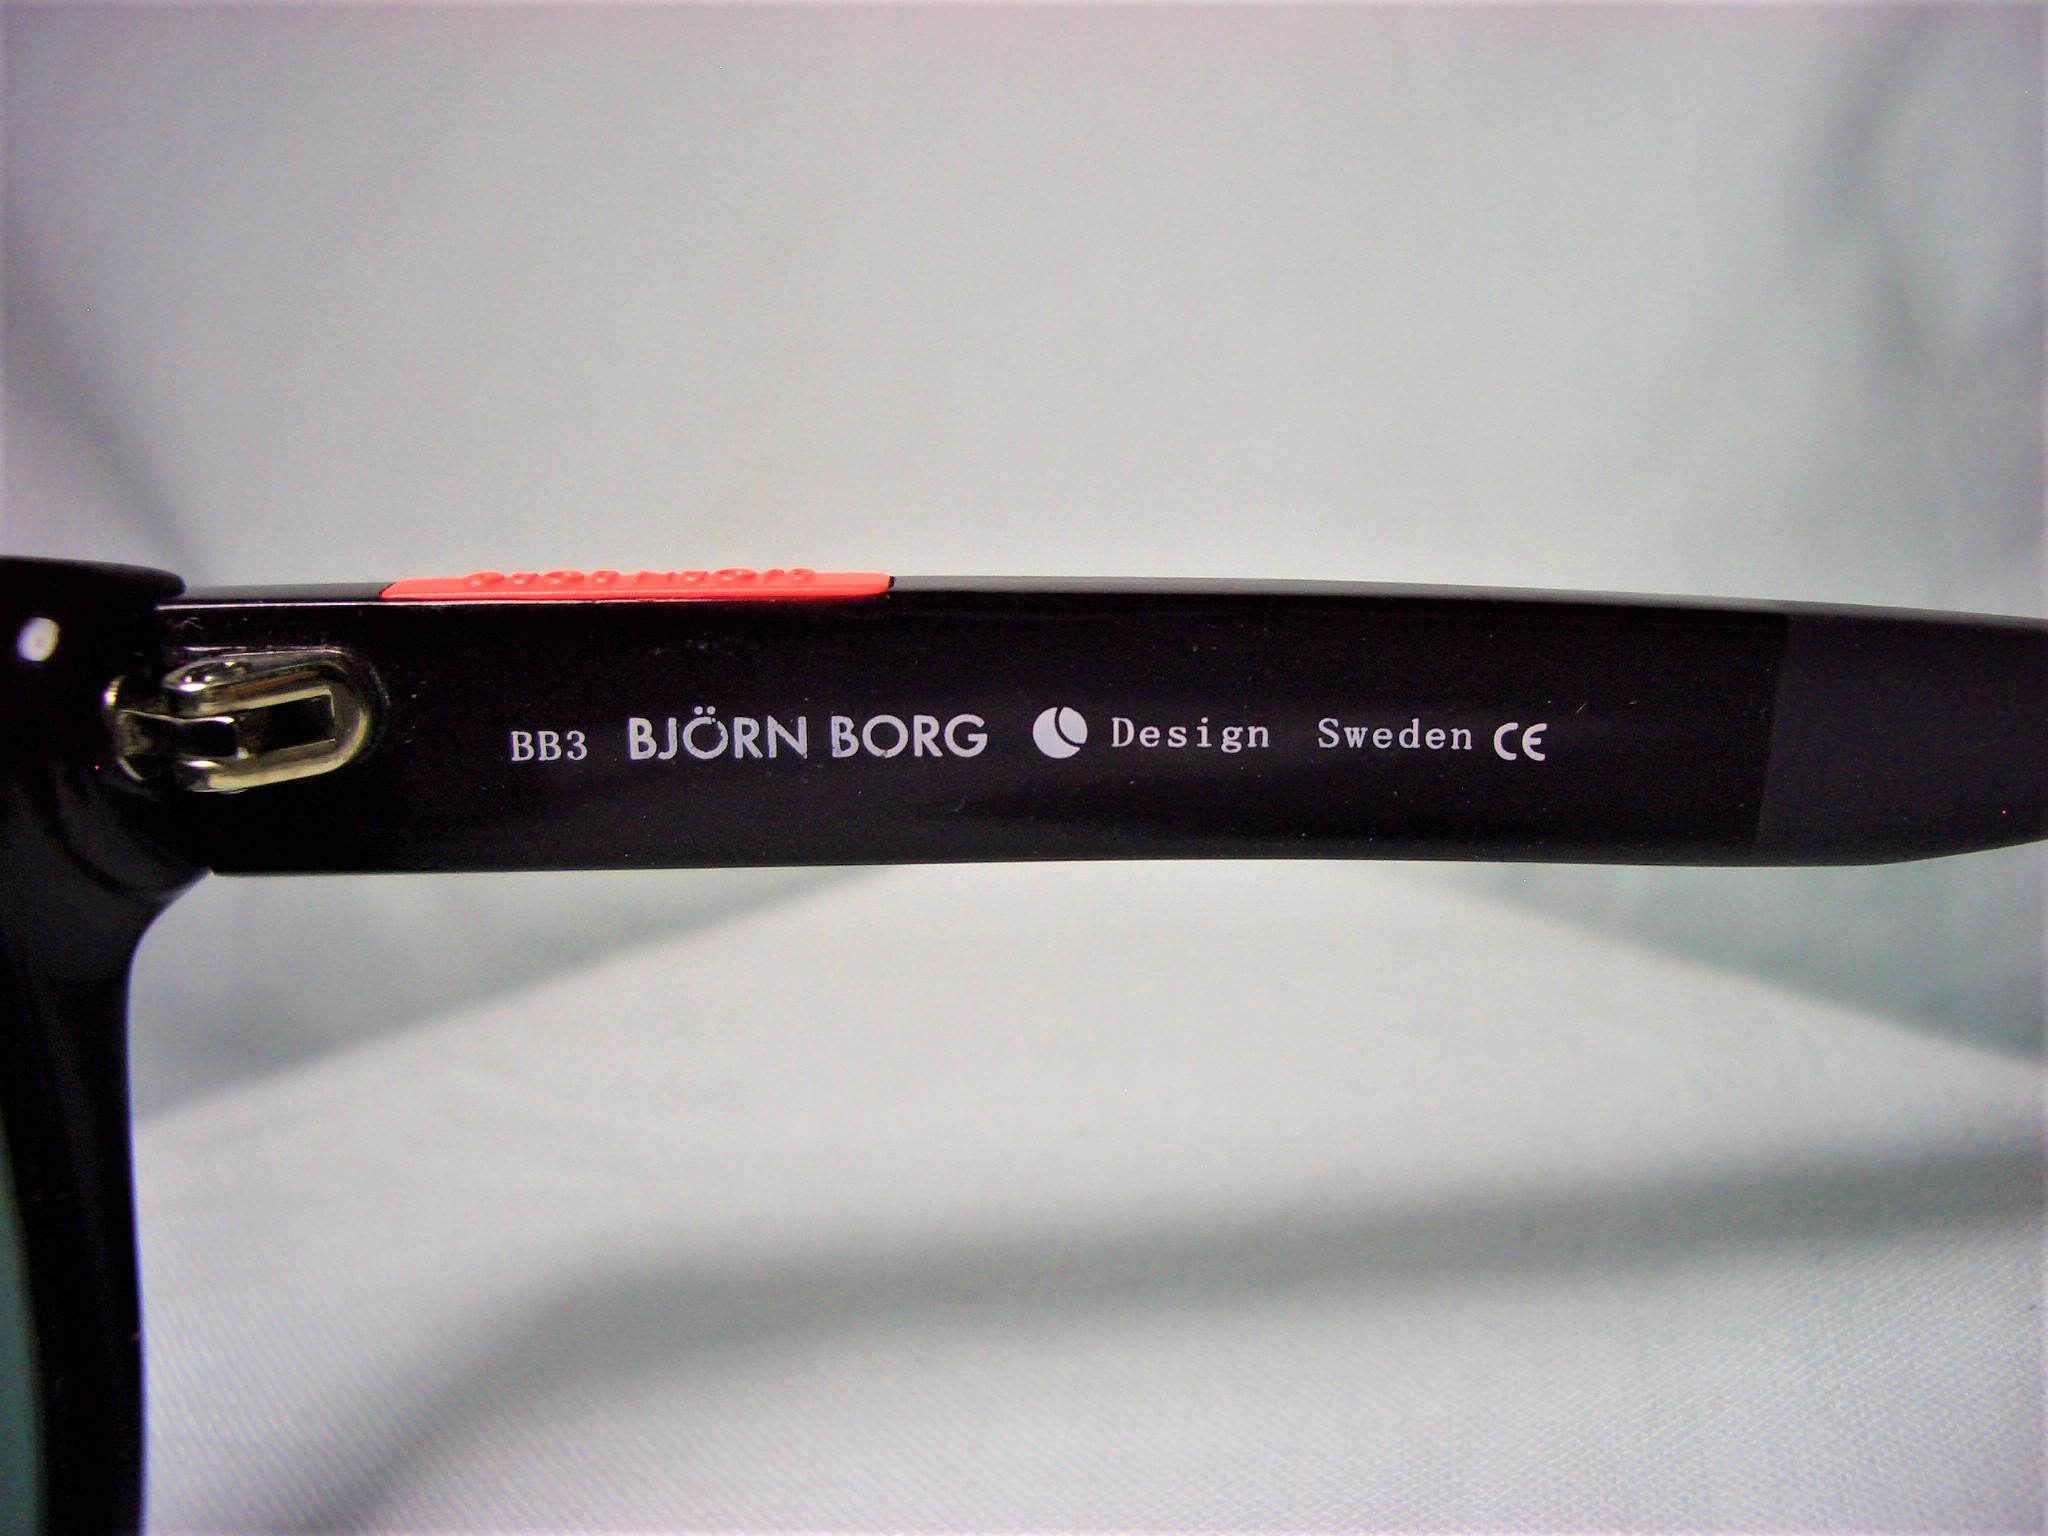 BB3 BJÖRN BORG Design Sweden CE